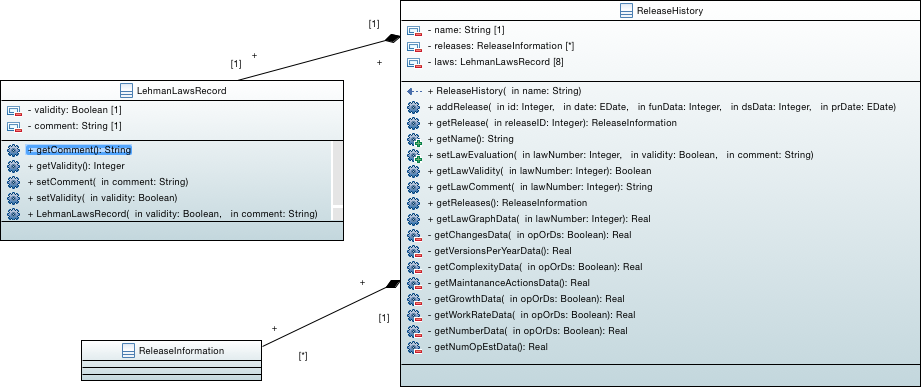 ReleaseHistory
- name: String [1]
- releases: ReleaseInformation [*]
- laws: LehmanLawsRecord [8]
+ ReleaseHistory( in name: String)
+ addRelease( in id: Integer, in date: EDate, in funData: Integer, in dsData: Integer, in prDate: EDate)
+ getRelease( in releaseID: Integer): ReleaseInformation
+ getName(): String
+ setLawEvaluation( in lawNumber: Integer, in validity: Boolean, in comment: String)
+ getLawValidity( in lawNumber: Integer): Boolean
+ getLawComment( in lawNumber: Integer): String
+ getReleases(): ReleaseInformation
+ getLawGraphData( in lawNumber: Integer): Real
- getChangesData( in opOrDs: Boolean): Real
- getVersionsPerYearData(): Real
- getComplexityData( in opOrDs: Boolean): Real
- getMaintananceActionsData(): Real
- getGrowthData( in opOrDs: Boolean): Real
- getWorkRateData( in opOrDs: Boolean): Real
- getNumberData( in opOrDs: Boolean): Real
- getNumOpEstData(): Real
[1]
+
+
[1]
LehmanLawsRecord
- validity: Boolean [1]
- comment: String [1]
+ getComment(): String
+ getValidity(): Integer
+ setComment( in comment: String)
+ setValidity( in validity: Boolean)
+ LehmanLawsRecord( in validity: Boolean, in comment: String)
+
[1]
+
[*]
ReleaseInformation